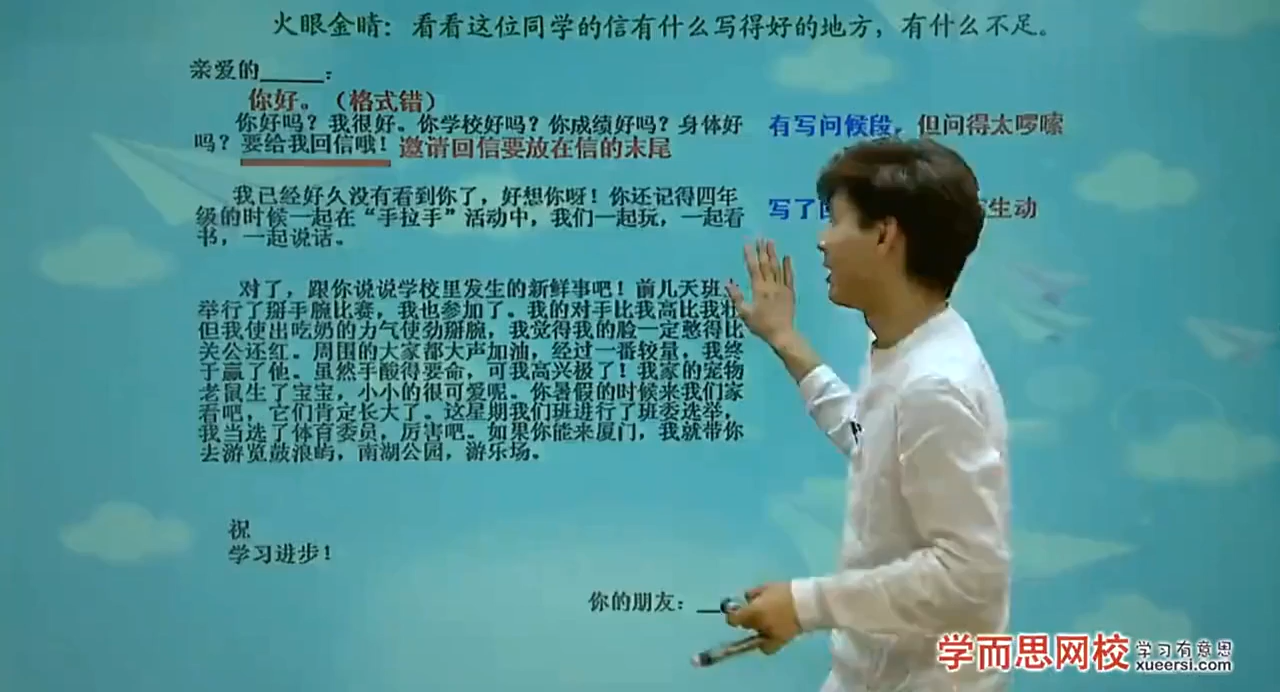 火眼金睛：看看这位同学的信有什么写得好的地方，有什么不足。
亲爱的_____：
你好。（格式错）
你好吗？我很好。你学校好吗？你成绩好吗？身体好
吗？要给我回信哦！邀请回信要放在信的末尾
有写问候段，但问得太啰嗦
我已经好久没有看到你了，好想你呀！你还记得四年
级的时候一起在“手拉手”活动中，我们一起玩，一起看
书，一起说话。
写了
生动
对了，跟你说说学校里发生的新鲜事吧！前几天班
举行了掰手腕比赛，我也参加了。我的对手比我高比我壮
但我使出吃奶的力气使劲掰腕，我觉得我的脸一定憋得比
关公还红。周围的大家都大声加油，经过一番较量，我终
于赢了他。虽然手酸得要命，可我高兴极了！我家的宠物
老鼠生了宝宝，小小的很可爱呢。你暑假的时候来我们家
看吧，它们肯定长大了。这星期我们班进行了班委选举，
我当选了体育委员，厉害吧。如果你能来厦门，我就带你
去游览鼓浪屿，南湖公园，游乐场。
祝
学习进步！
你的朋友：
学而思网校 学习有意思
xueersi.com